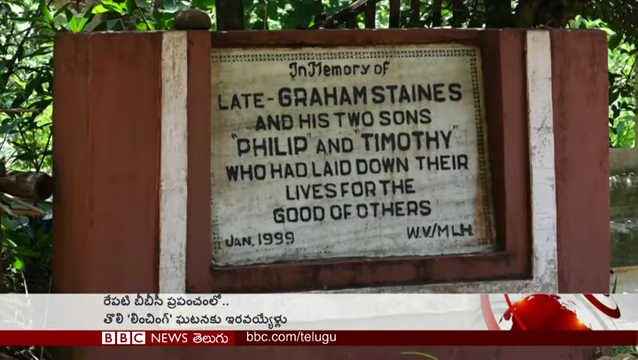 In Memory of
LATE-GRAHAM STAINES
AND HIS TWO SONS
"PHILIP" AND "TIMOTHY"
WHO HAD LAID DOWN THEIR
LIVES FOR THE
GOOD OF OTHERS
JAN, 1999 W.V/M.L.H.
రేపటి బీబీసీ ప్రపంచంలో..
తొలి 'లించింగ్' ఘటనకు ఇరవయ్యేళ్లు
BBC NEWS తెలుగు bbc.com/telugu